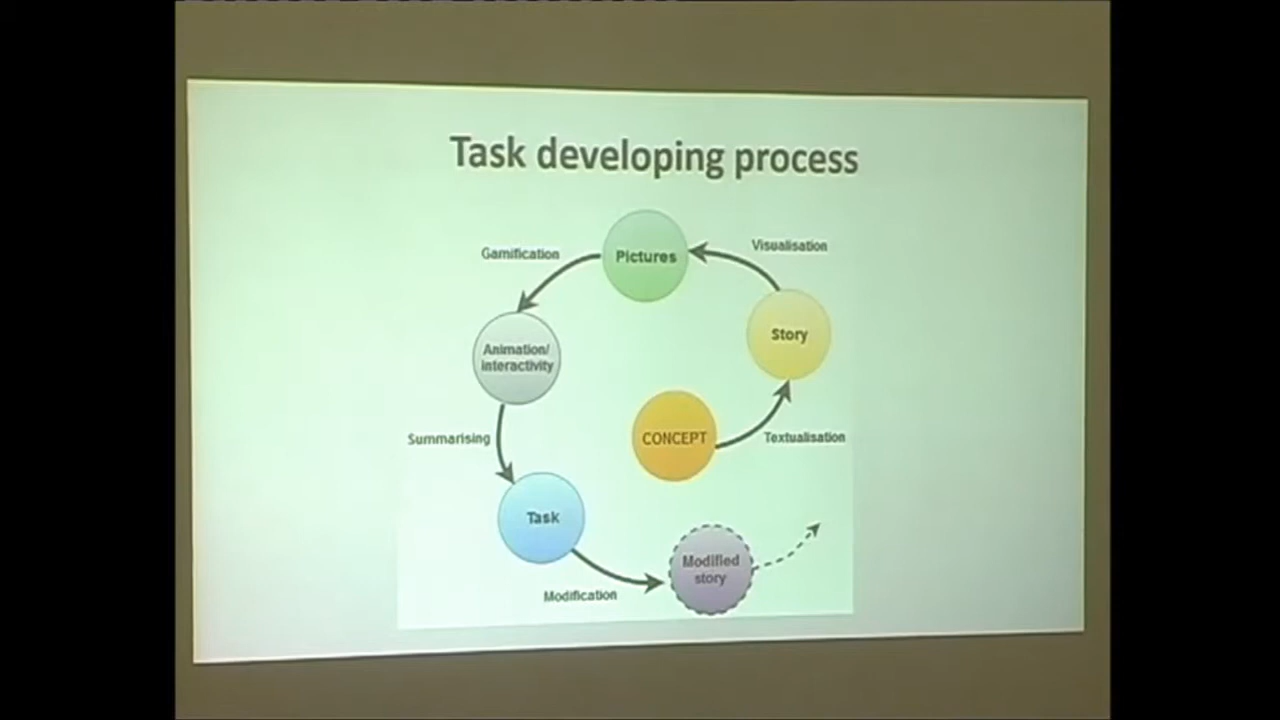 Task developing process
Gamification
Pictures
Visualisation
Story
Animation/
interactivity
CONCEPT
Textualisation
Summarising
Task
Modified
story
Modification